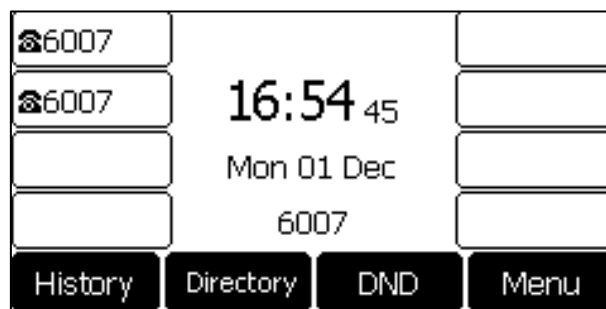 ☎6007
☎6007
16:54 45
Mon 01 Dec
6007
History Directory DND Menu